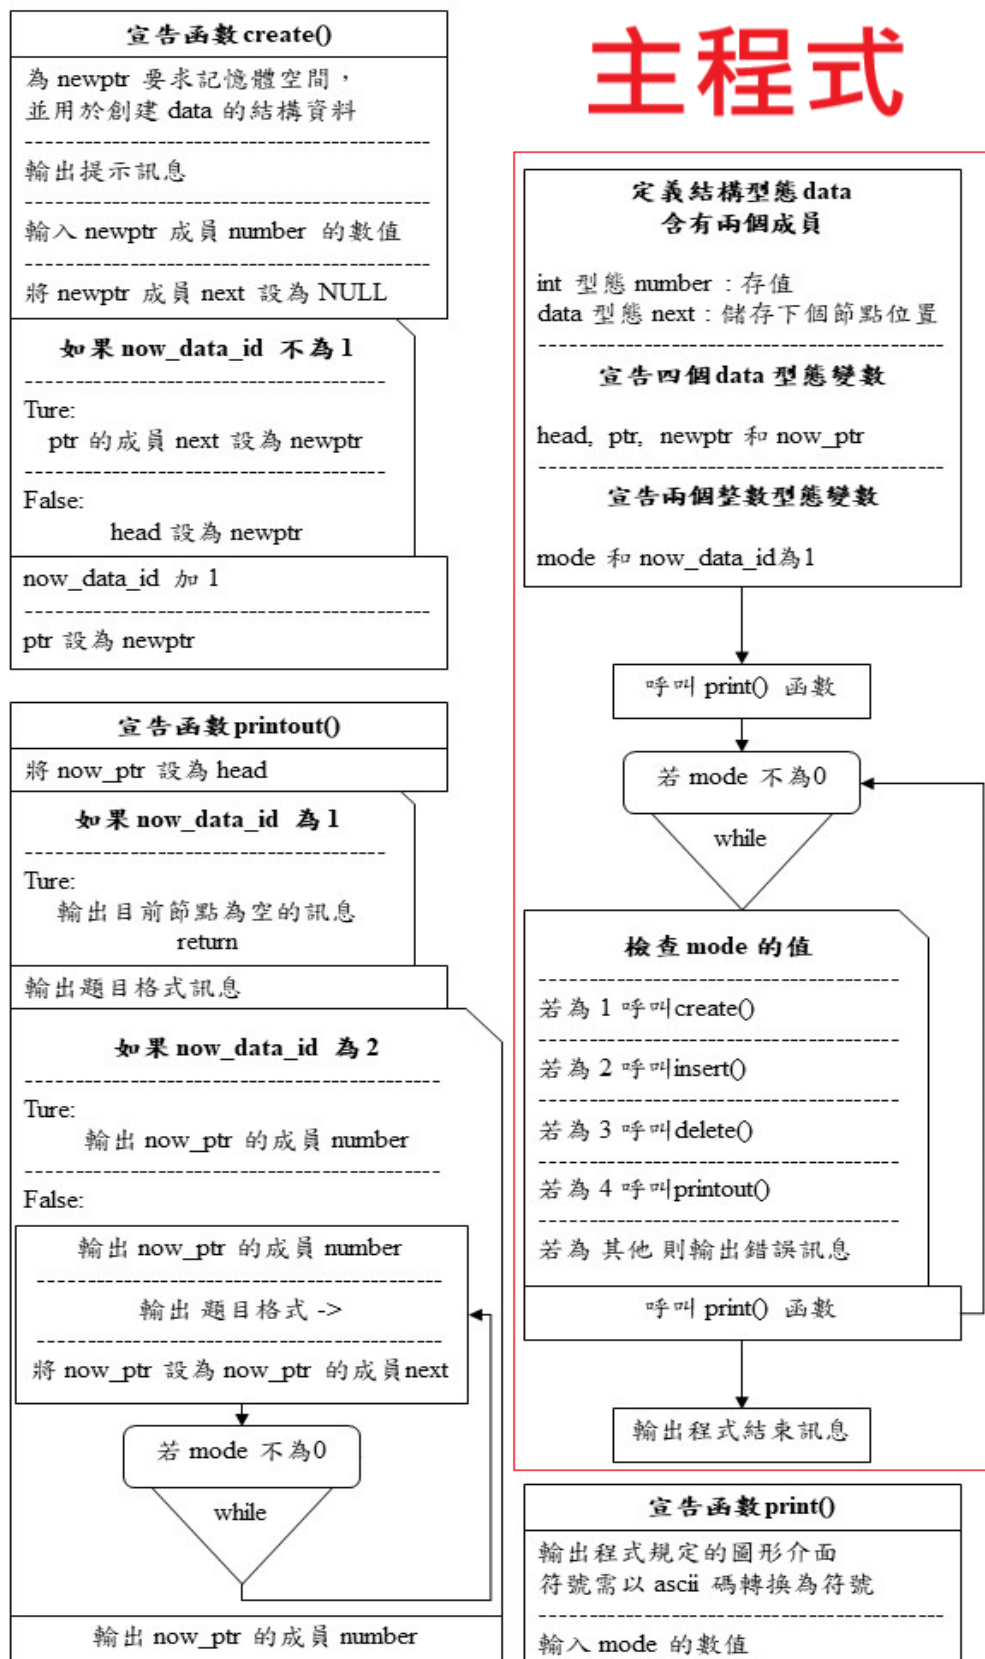 宣告函數create()
為 newptr 要求記憶體空間，
並用於創建 data 的結構資料
輸出提示訊息
輸入 newptr 成員 number 的數值
將 newptr 成員 next 設為 NULL
如果 now_data_id 不為1
Ture:
ptr 的成員 next 設為 newptr
False:
head 設為 newptr
now_data_id 加 1
ptr 設為 newptr
宣告函數printout()
將 now_ptr 設為 head
如果 now_data_id 為1
Ture:
輸出目前節點為空的訊息
return
輸出題目格式訊息
如果 now_data_id 為2
Ture:
輸出 now_ptr 的成員 number
False:
輸出 now_ptr 的成員 number
輸出 題目格式 ->
將 now_ptr 設為 now_ptr 的成員next
若 mode 不為0
while
輸出 now_ptr 的成員 number
主程式
定義結構型態data
含有兩個成員
int 型態 number：存值
data 型態 next：儲存下個節點位置
宣告四個data 型態變數
head, ptr, newptr 和 now_ptr
宣告兩個整數型態變數
mode 和 now_data_id為1
呼叫 print() 函數
若 mode 不為0
while
檢查 mode 的值
若為 1 呼叫create()
若為 2 呼叫insert()
若為 3 呼叫delete()
若為 4 呼叫printout()
若為 其他 則輸出錯誤訊息
呼叫 print() 函數
輸出程式結束訊息
宣告函數print()
輸出程式規定的圖形介面
符號需以 ascii 碼轉換為符號
輸入 mode 的數值